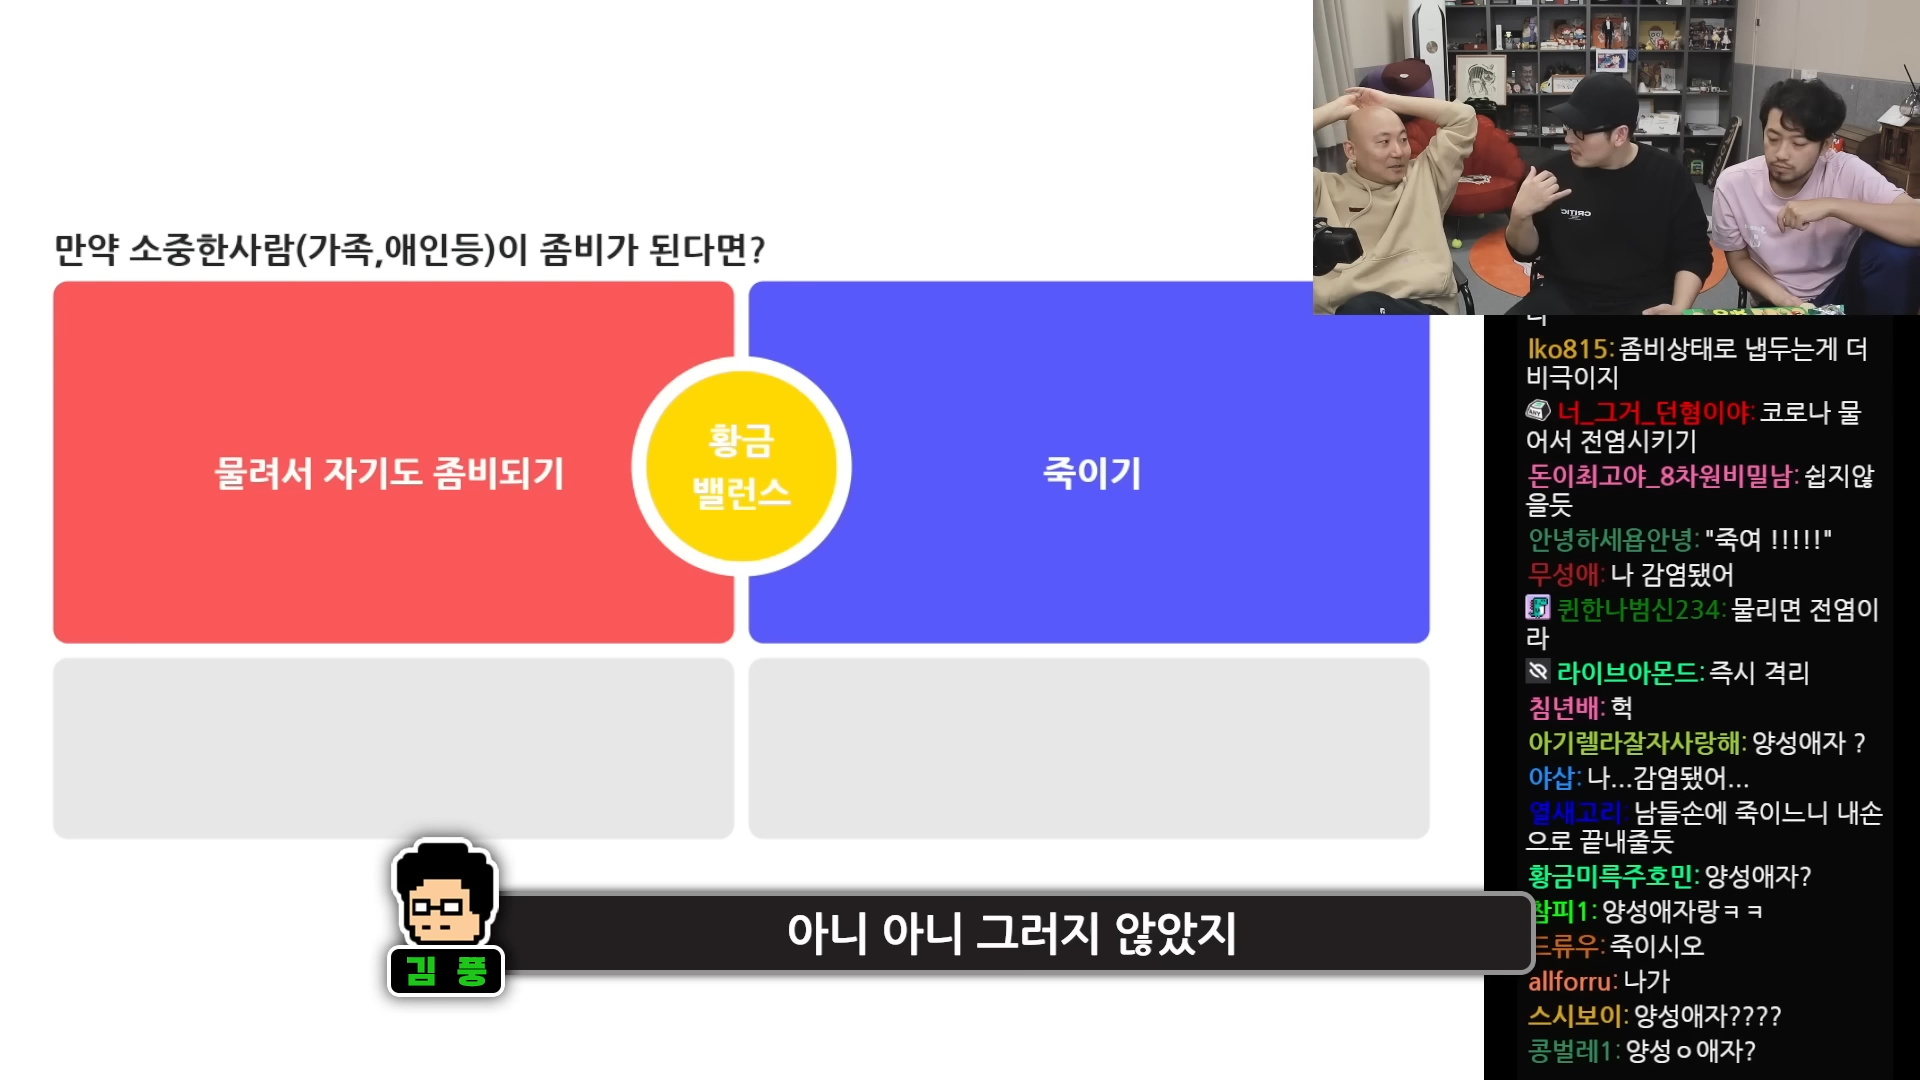 만약 소중한사람(가족,애인등)이 좀비가 된다면?
물려서 자기도 좀비되기
황금
밸런스
죽이기
lko815: 좀비상태로 냅두는게 더
비극이지
너_그거_던혐이야: 코로나 물
어서 전염시키기
돈이최고야_8차원비밀남: 쉽지않
을듯
안녕하세욥안녕: "죽여 !!!!!"
무성애: 나 감염됐어
퀸한나범신234: 물리면 전염이
라
라이브아몬드: 즉시 격리
침년배: 헉
아기렐라잘자사랑해: 양성애자 ?
야삽: 나...감염됐어...
열새고리: 남들손에 죽이느니 내손
으로 끝내줄듯
황금미륵주호민: 양성애자?
참피1: 양성애자랑ㅋㅋ
드류우: 죽이시오
allforru: 나가
스시보이: 양성애자????
콩벌레1: 양성ㅇ애자?
아니 아니 그러지 않았지
김 풍